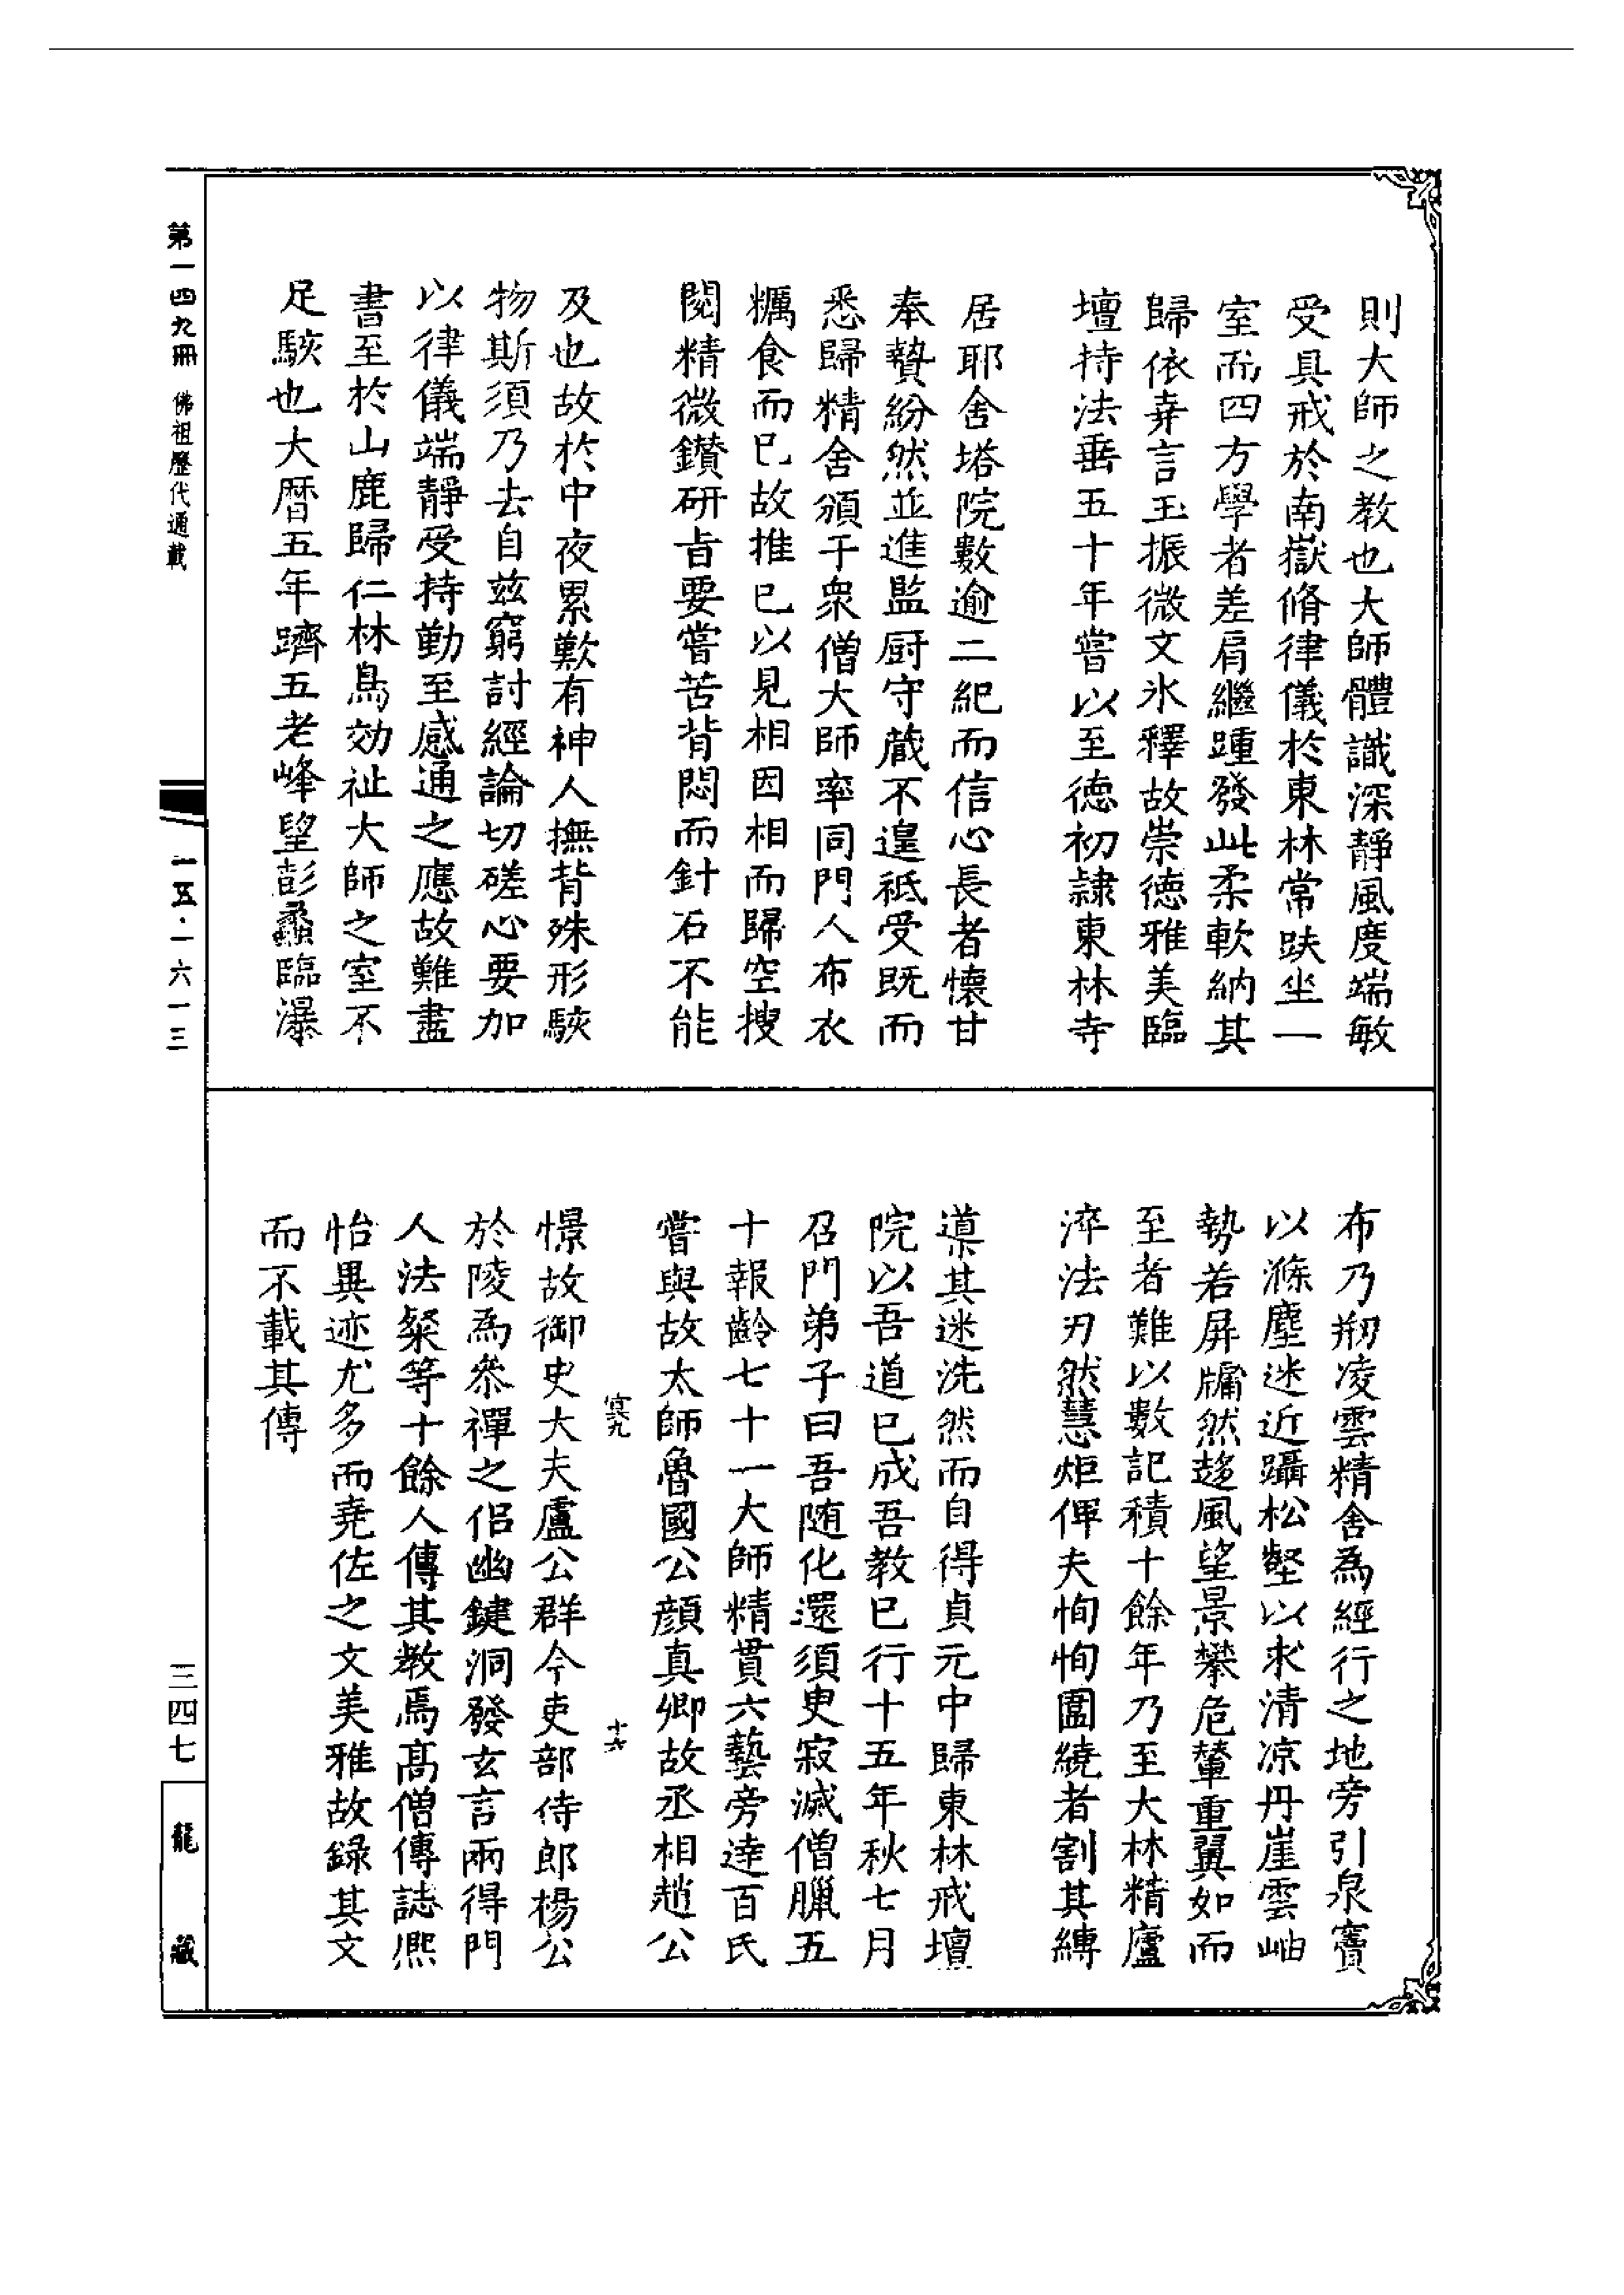 則大師之教也大師體識深靜風度端敏
受具戒於南嶽脩律儀於東林常趺坐一
室而四方學者差肩繼踵發此柔軟納其
歸依弄言玉振微文氷釋故崇德雅美臨
壇持法垂五十年嘗以至德初隷東林寺
居耶舍塔院數逾二紀而信心長者懷甘
奉贄紛然並進監厨守藏不遑祗受既而
悉歸精舍頒于衆僧大師率同門人布衣
糲食而已故推已以見相因相而歸空搜
閱精微鑽研旨要嘗苦背悶而針石不能
及也故於中夜累歎有神人撫背殊形駭
物斯須乃去自兹窮討經論切磋心要加
以律儀端靜受持勤至感通之應故難盡
書至於山鹿歸仁林鳥効祉大師之室不
足駭也大曆五年躋五老峰望彭蠡臨瀑
布乃剏凌雲精舍為經行之地旁引泉竇
以滌塵迷近躡松壑以求清凉丹崖雲岫
勢若屏牖然趍風望景攀危輦重翼如而
至者難以數記積十餘年乃至大林精廬
淬法刃然慧炬俾夫恂恂圍繞者割其縛
導其迷洗然而自得貞元中歸東林戒壇
院以吾道已成吾教已行十五年秋七月
召門弟子曰吾随化還須臾寂滅僧臘五
十報齡七十一大師精貫六藝旁達百氏
嘗與故太師魯國公顔真卿故丞相趙公
憬故御史大夫盧公群今吏部侍郎楊公
於陵為叅禪之侣幽鍵洞發玄言兩得門
人法粲等十餘人傳其教焉髙僧傳誌熈
怡異迹尤多而堯佐之文美雅故録其文
而不載其傳
十六
第一四九冊 佛祖歷代通載
一五·一六一三
三四七
龍藏